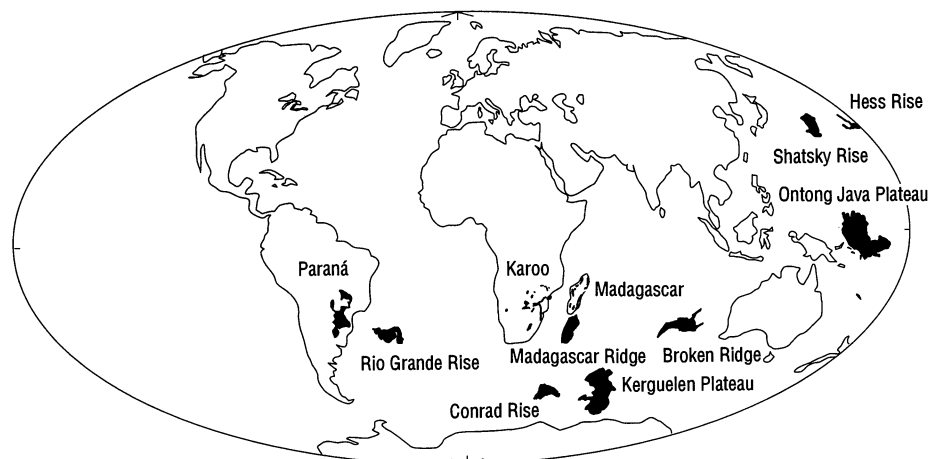 Hess Rise
Shatsky Rise
Ontong Java Plateau
Paraná
Karoo
Madagascar
Rio Grande Rise
Madagascar Ridge
Broken Ridge
Kerguelen Plateau
Conrad Rise